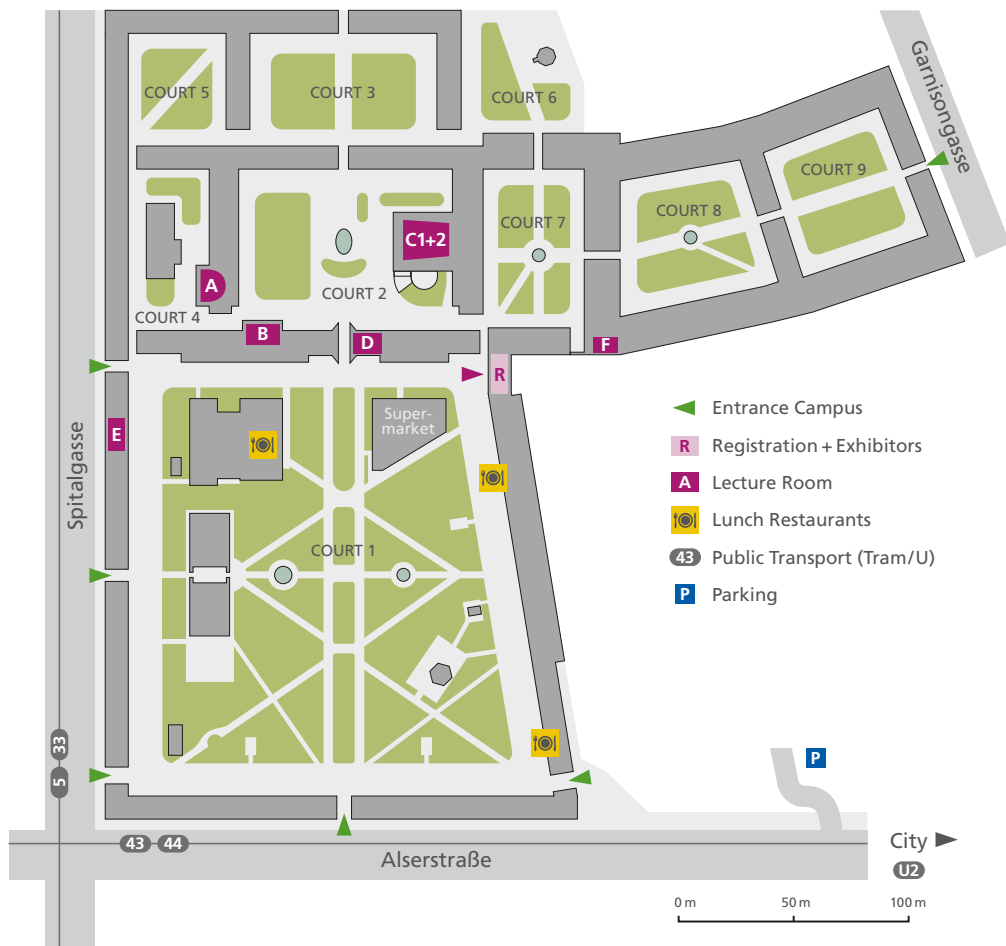 Garnisongasse
COURT 5
COURT 3
COURT 6
COURT 9
COURT 7
COURT 8
C1+2
A
COURT 2
COURT 4
B
D
F
R
E
Super-
market
Spitalgasse
COURT 1
Entrance Campus
R Registration + Exhibitors
A Lecture Room
Lunch Restaurants
43 Public Transport (Tram/U)
P Parking
33
5
P
43
44
Alserstraße
City
U2
0 m
50 m
100 m